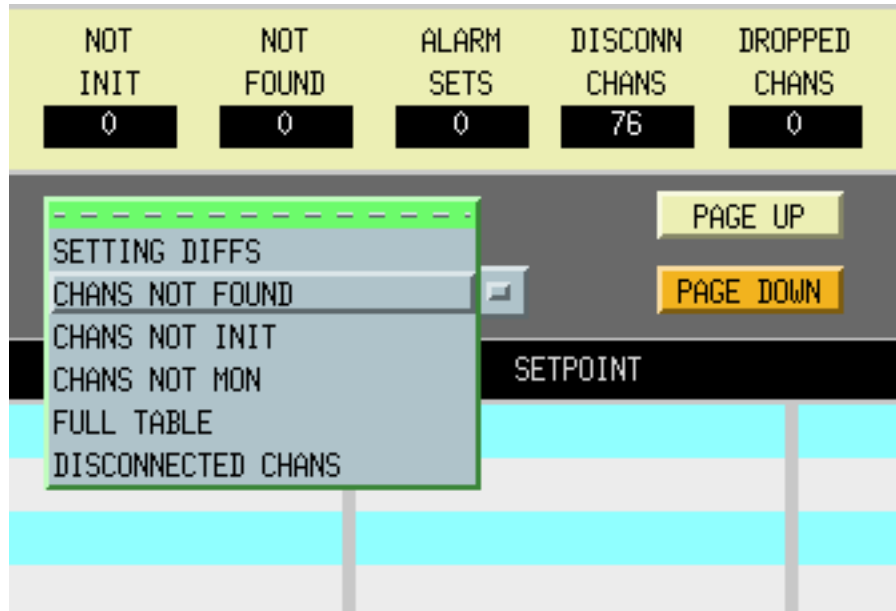 NOT NOT ALARM DISCONN DROPPED
INIT FOUND SETS CHANS CHANS
0 0 0 76 0
PAGE UP
SETTING DIFFS
CHANS NOT FOUND
PAGE DOWN
CHANS NOT INIT
CHANS NOT MON
SETPOINT
FULL TABLE
DISCONNECTED CHANS